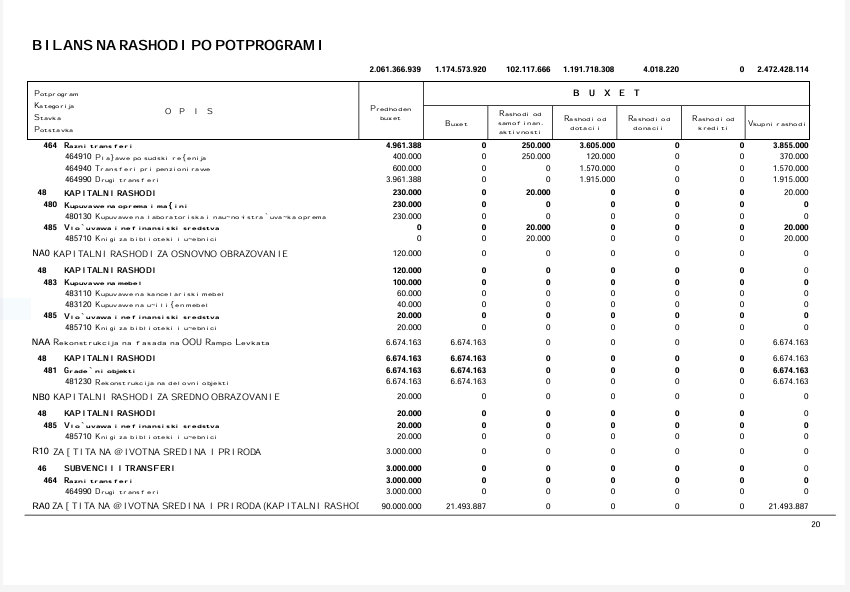 BILANS NA RASHODI PO POTPROGRAMI
2.061.366.939 1.174.573.920 102.117.666 1.191.718.308 4.018.220 0 2.472.428.114
Potprogram
Kategorija
Stavka
Potstavka
O P I S
Predhoden buxet
B U X E T
Buxet
Rashodi od samofinan. aktivnosti
Rashodi od dotacii
Rashodi od donacii
Rashodi od krediti
Vkupni rashodi
464 Razni transferi 4.961.388 0 250.000 3.605.000 0 0 3.855.000
464910 Pla}awe po sudski re{enija 400.000 0 250.000 120.000 0 0 370.000
464940 Transferi pri penzionirawe 600.000 0 0 1.570.000 0 0 1.570.000
464990 Drugi transferi 3.961.388 0 0 1.915.000 0 0 1.915.000
48 KAPITALNI RASHODI 230.000 0 20.000 0 0 0 20.000
480 Kupuvawe na oprema i ma{ini 230.000 0 0 0 0 0 0
480130 Kupuvawe na laboratoriska i nau~no istra`uva~ka oprema 230.000 0 0 0 0 0 0
485 Vlo`uvawa i nefinansiski sredstva 0 0 20.000 0 0 0 20.000
485710 Knigi za biblioteki i u~ebnici 0 0 20.000 0 0 0 20.000
NA0 KAPITALNI RASHODI ZA OSNOVNO OBRAZOVANIE 120.000 0 0 0 0 0 0
48 KAPITALNI RASHODI 120.000 0 0 0 0 0 0
483 Kupuvawe na mebel 100.000 0 0 0 0 0 0
483110 Kupuvawe na kancelariski mebel 60.000 0 0 0 0 0 0
483120 Kupuvawe na u~ili{en mebel 40.000 0 0 0 0 0 0
485 Vlo`uvawa i nefinansiski sredstva 20.000 0 0 0 0 0 0
485710 Knigi za biblioteki i u~ebnici 20.000 0 0 0 0 0 0
NAA Rekonstrukcija na fasada na OOU Rampo Levkata 6.674.163 6.674.163 0 0 0 0 6.674.163
48 KAPITALNI RASHODI 6.674.163 6.674.163 0 0 0 0 6.674.163
481 Grade`ni objekti 6.674.163 6.674.163 0 0 0 0 6.674.163
481230 Rekonstrukcija na delovni objekti 6.674.163 6.674.163 0 0 0 0 6.674.163
NB0 KAPITALNI RASHODI ZA SREDNO OBRAZOVANIE 20.000 0 0 0 0 0 0
48 KAPITALNI RASHODI 20.000 0 0 0 0 0 0
485 Vlo`uvawa i nefinansiski sredstva 20.000 0 0 0 0 0 0
485710 Knigi za biblioteki i u~ebnici 20.000 0 0 0 0 0 0
R10 ZA[TITA NA @IVOTNA SREDINA I PRIRODA 3.000.000 0 0 0 0 0 0
46 SUBVENCII I TRANSFERI 3.000.000 0 0 0 0 0 0
464 Razni transferi 3.000.000 0 0 0 0 0 0
464990 Drugi transferi 3.000.000 0 0 0 0 0 0
RA0 ZA[TITA NA @IVOTNA SREDINA I PRIRODA (KAPITALNI RASHOD 90.000.000 21.493.887 0 0 0 0 21.493.887
20